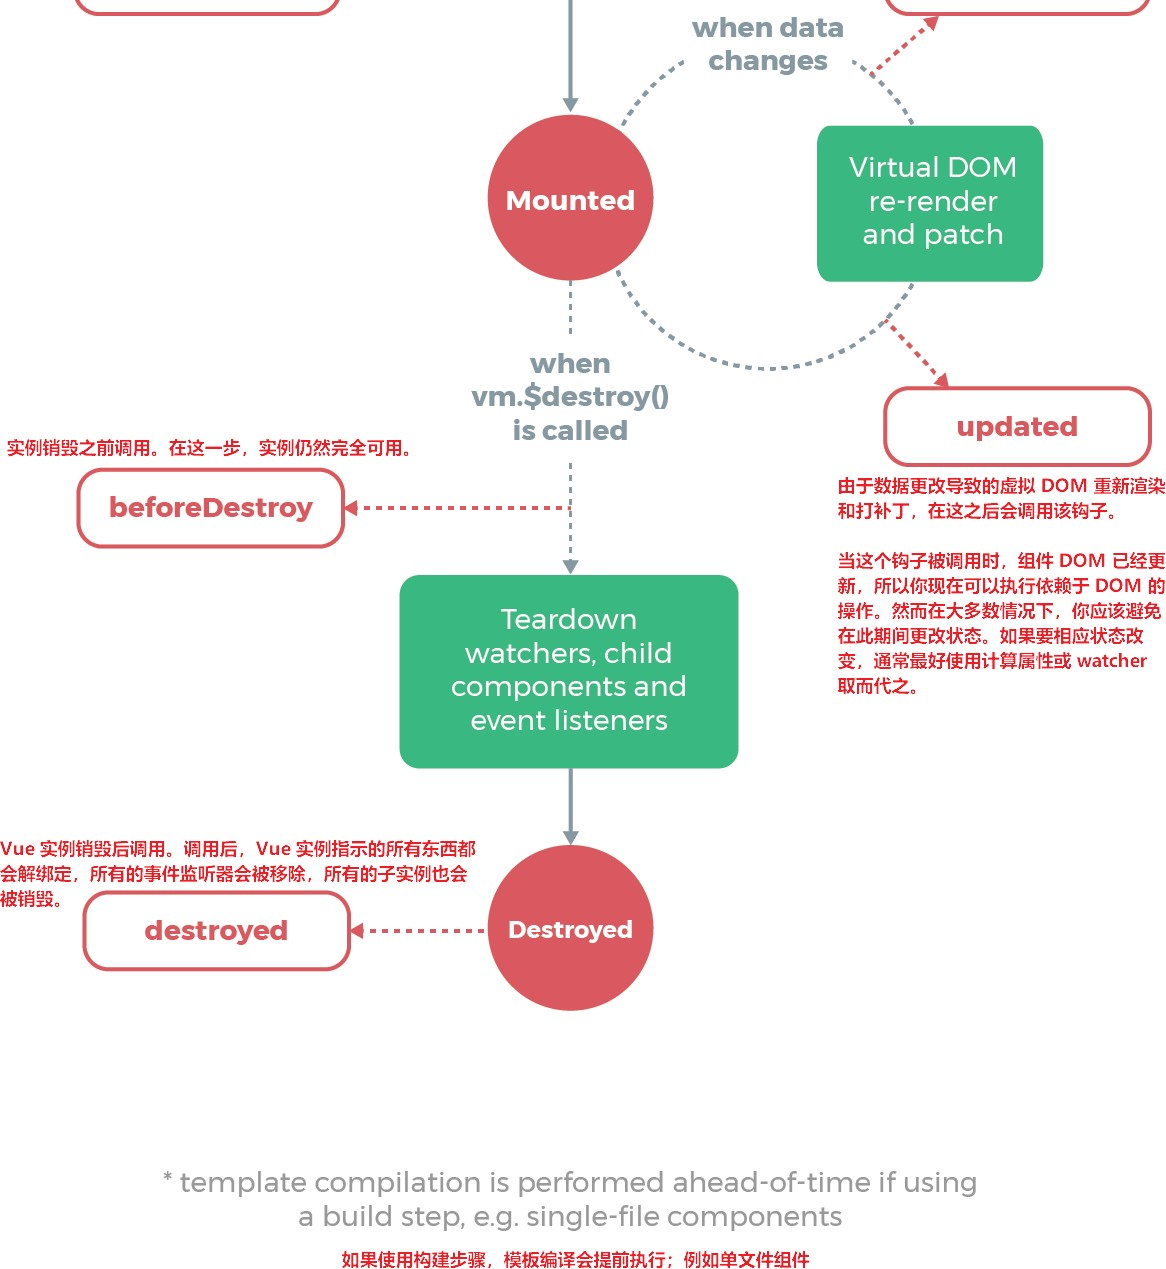 when data
changes
Mounted
Virtual DOM
re-render
and patch
when
vm.$destroy()
is called
updated
实例销毁之前调用。在这一步，实例仍然完全可用。
beforeDestroy
由于数据更改导致的虚拟 DOM 重新渲染
和打补丁，在这之后会调用该钩子。
当这个钩子被调用时，组件 DOM 已经更
新，所以你现在可以执行依赖于 DOM 的
操作。然而在大多数情况下，你应该避免
在此期间更改状态。如果要相应状态改
变，通常最好使用计算属性或 watcher
取而代之。
Teardown
watchers, child
components and
event listeners
Vue 实例销毁后调用。调用后，Vue 实例指示的所有东西都
会解绑定，所有的事件监听器会被移除，所有的子实例也会
被销毁。
destroyed
Destroyed
* template compilation is performed ahead-of-time if using
a build step, e.g. single-file components
如果使用构建步骤，模板编译会提前执行；例如单文件组件